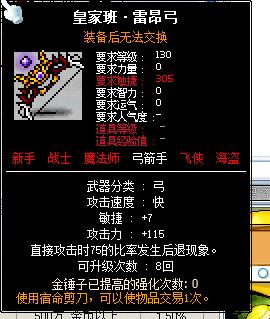 皇家班·雷昂弓
装备后无法交换
要求等级： 130
要求力量： 0
要求敏捷： 305
要求智力： 0
要求运气： 0
要求人气度： -
道具等级： -
道具经验值： -
新手 战士 魔法师 弓箭手 飞侠 海盗
武器分类 ： 弓
攻击速度 ： 快
敏捷 ： +7
攻击力 ： +115
直接攻击时75的比率发生后退现象。
可升级次数 ： 8回
金锤子已提高的强化次数： 0
使用宿命剪刀，可以使物品交易1次。